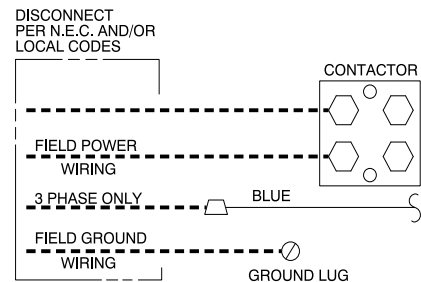 DISCONNECT
PER N.E.C. AND/OR
LOCAL CODES
CONTACTOR
FIELD POWER
WIRING
3 PHASE ONLY
BLUE
FIELD GROUND
WIRING
GROUND LUG